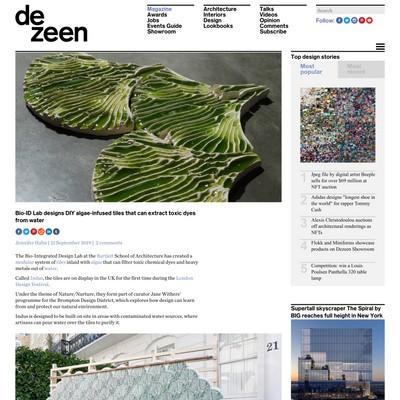 de
zeen
Magazine
Awards
Jobs
Events Guide
Showroom
Architecture
Interiors
Design
Lookbooks
Talks
Videos
Opinion
Comments
Subscribe
Search
Follow:
Top design stories
Most popular
Most recent
1 Jpeg file by digital artist Beeple
sells for over $69 million at
NFT auction
2 Adidas designs "longest shoe in
the world" for rapper Tommy
Cash
3 Alexis Christodoulou auctions
off architectural renderings as
NFTs
4 Flokk and Miniforms showcase
products on Dezeen Showroom
5 Competition: win a Louis
Poulsen Panthella 320 table
lamp
Supertall skyscraper The Spiral by
BIG reaches full height in New York
Bio-ID Lab designs DIY algae-infused tiles that can extract toxic dyes
from water
Jennifer Hahn | 21 September 2019 | 2 comments
The Bio-Integrated Design Lab at the Bartlett School of Architecture has created a
modular system of tiles inlaid with algae that can filter toxic chemical dyes and heavy
metals out of water.
Called Indus, the tiles are on display in the UK for the first time during the London
Design Festival.
Under the theme of Nature/Nurture, they form part of curator Jane Withers'
programme for the Brompton Design District, which explores how design can learn
from and protect our natural environment.
Indus is designed to be built on site in areas with contaminated water sources, where
artisans can pour water over the tiles to purify it.
21